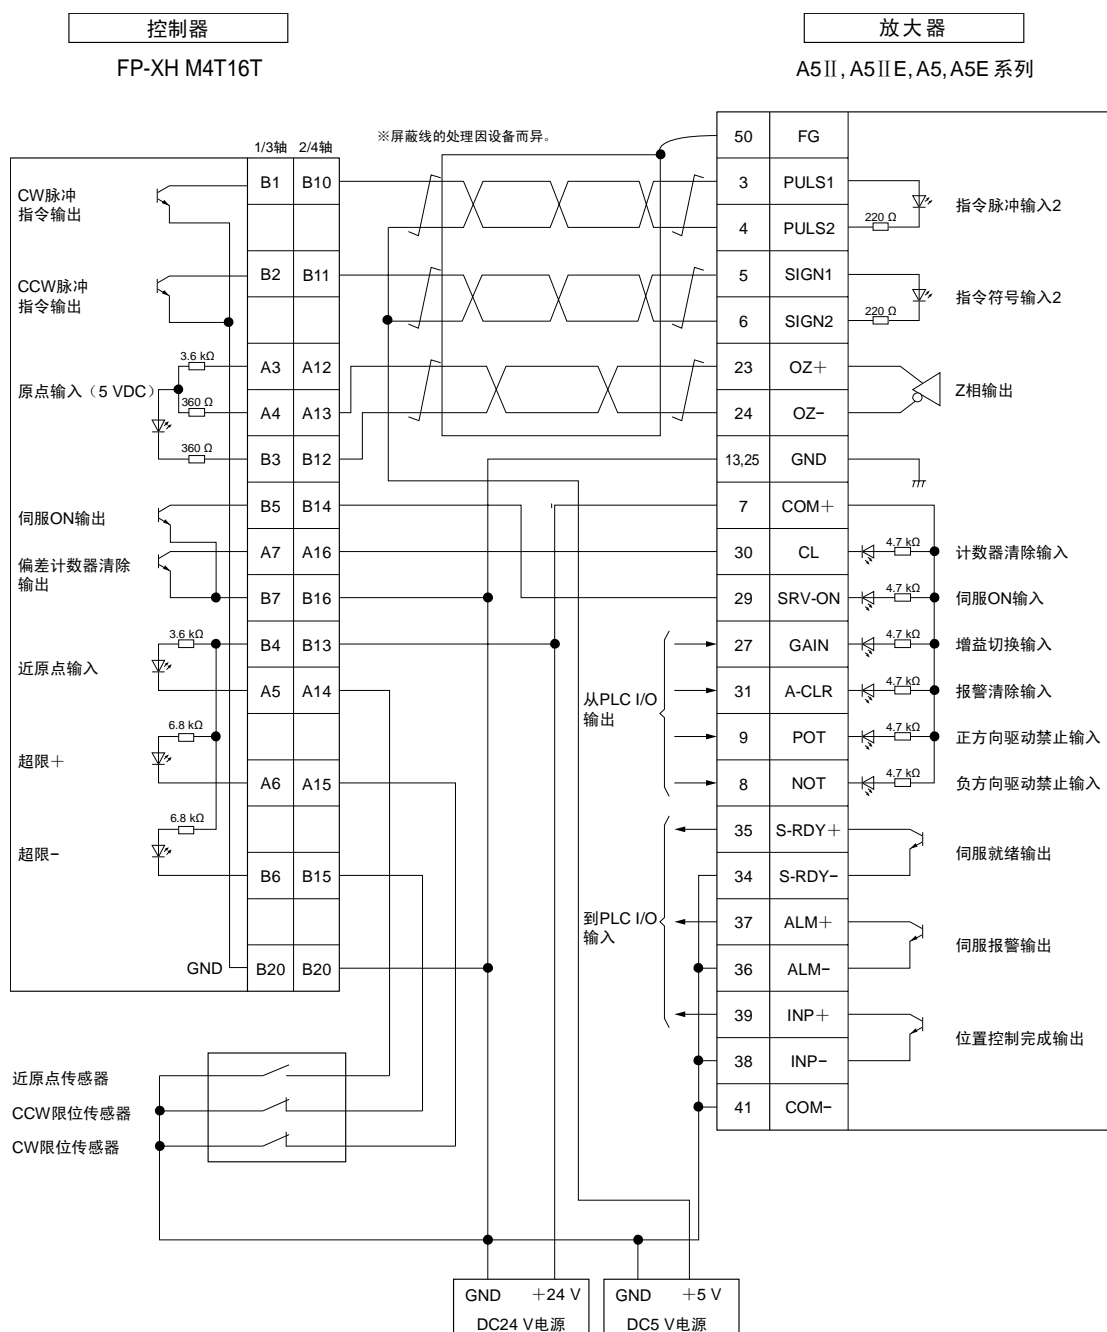 控制器
放大器
FP-XH M4T16T
A5Ⅱ, A5ⅡE, A5, A5E 系列
※屏蔽线的处理因设备而异。
1/3轴 2/4轴
50 FG
CW脉冲
指令输出
B1 B10
3 PULS1
220 Ω
指令脉冲输入2
4 PULS2
CCW脉冲
指令输出
B2 B11
5 SIGN1
220 Ω
指令符号输入2
6 SIGN2
原点输入（5 VDC）
3.6 kΩ
A3 A12
23 OZ+
Z相输出
360 Ω
A4 A13
24 OZ−
360 Ω
B3 B12
13,25 GND
伺服ON输出
B5 B14
7 COM+
偏差计数器清除
输出
A7 A16
30 CL
4.7 kΩ
计数器清除输入
B7 B16
29 SRV-ON
4.7 kΩ
伺服ON输入
近原点输入
3.6 kΩ
B4 B13
从PLC I/O
输出
27 GAIN
4.7 kΩ
增益切换输入
A5 A14
31 A-CLR
4.7 kΩ
报警清除输入
超限+
6.8 kΩ
9 POT
4.7 kΩ
正方向驱动禁止输入
A6 A15
8 NOT
4.7 kΩ
负方向驱动禁止输入
超限−
6.8 kΩ
35 S-RDY+
伺服就绪输出
B6 B15
34 S-RDY−
到PLC I/O
输入
37 ALM+
伺服报警输出
GND B20 B20
36 ALM−
39 INP+
位置控制完成输出
38 INP−
41 COM−
近原点传感器
CCW限位传感器
CW限位传感器
GND +24 V
DC24 V电源
GND +5 V
DC5 V电源